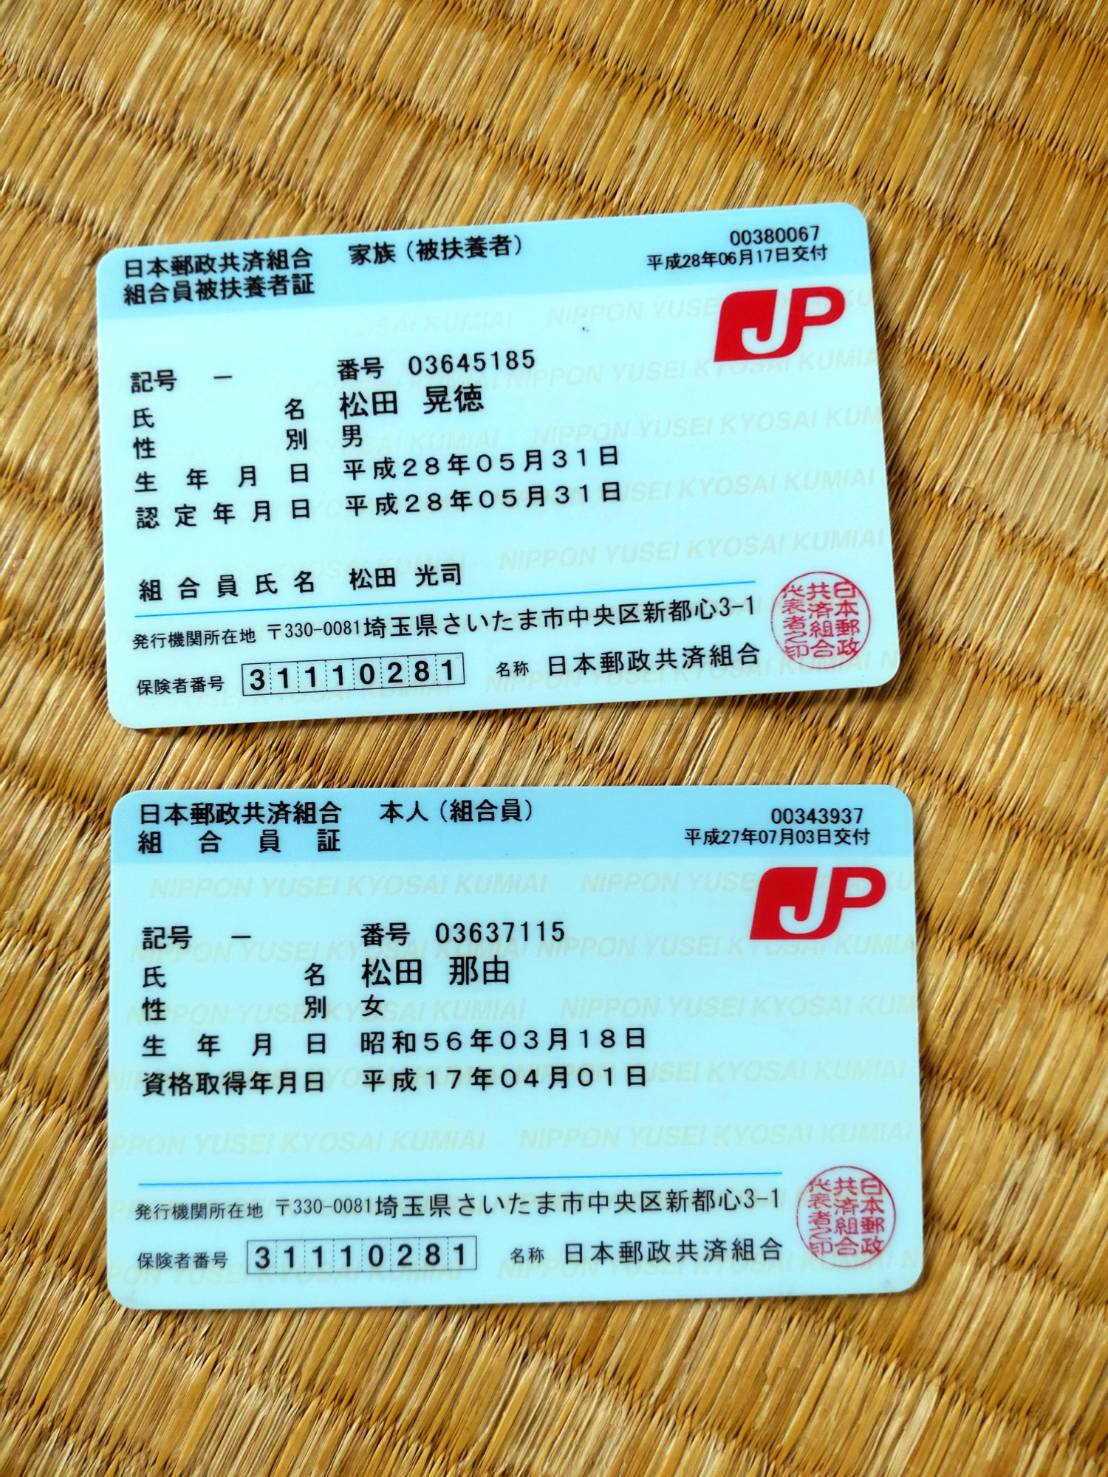 日本郵政共済組合 家族(被扶養者) 00380067
組合員被扶養者証 平成28年06月17日交付
JP
記号 － 番号 03645185
氏名 松田 晃徳
性別 男
生年月日 平成28年05月31日
認定年月日 平成28年05月31日
組合員氏名 松田 光司
発行機関所在地 〒330-0081埼玉県さいたま市中央区新都心3-1
保険者番号 31110281 名称 日本郵政共済組合
日本郵政共済組合代表者之印
日本郵政共済組合 本人(組合員) 00343937
組合員証 平成27年07月03日交付
JP
NIPPON YUSEI KYOSAI KUMIAI
記号 － 番号 03637115
氏名 松田 那由
性別 女
生年月日 昭和56年03月18日
資格取得年月日 平成17年04月01日
発行機関所在地 〒330-0081埼玉県さいたま市中央区新都心3-1
保険者番号 31110281 名称 日本郵政共済組合
日本郵政共済組合代表者之印